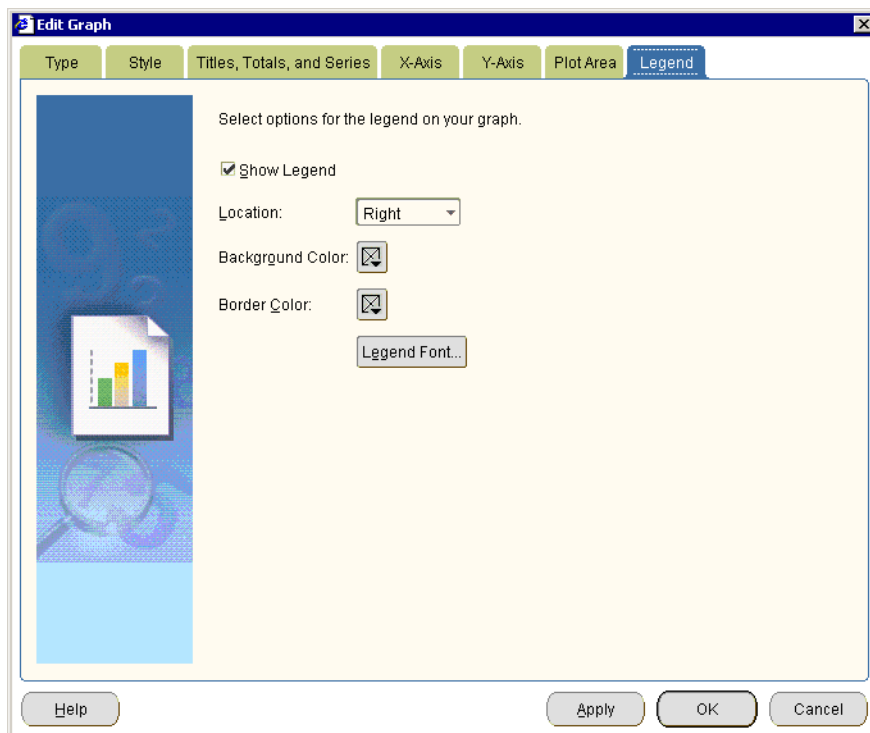 Edit Graph
Type Style Titles, Totals, and Series X-Axis Y-Axis Plot Area Legend
Select options for the legend on your graph.
Show Legend
Location: Right
Background Color:
Border Color:
Legend Font...
Help Apply OK Cancel